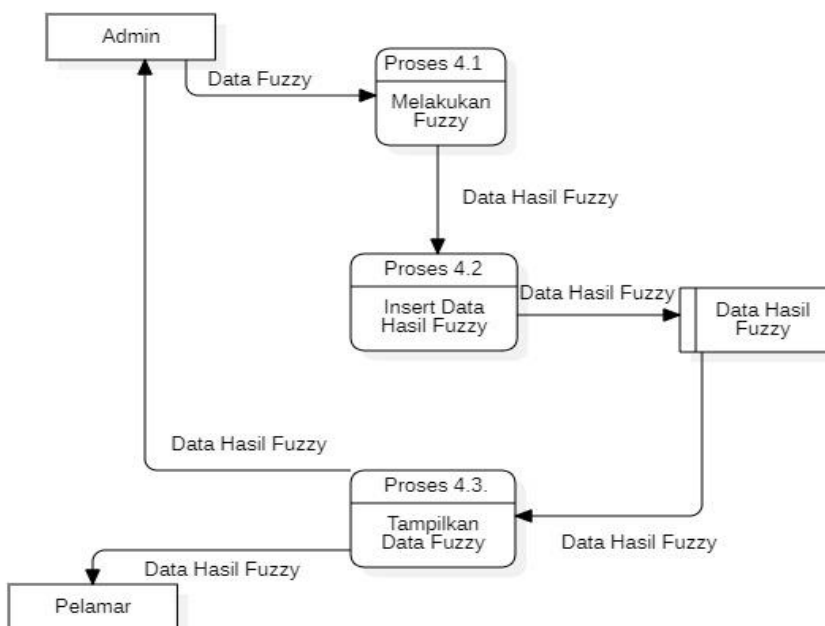 Admin
Data Fuzzy
Proses 4.1
Melakukan
Fuzzy
Data Hasil Fuzzy
Proses 4.2
Insert Data
Hasil Fuzzy
Data Hasil Fuzzy
Data Hasil
Fuzzy
Data Hasil Fuzzy
Proses 4.3.
Tampilkan
Data Fuzzy
Data Hasil Fuzzy
Data Hasil Fuzzy
Pelamar